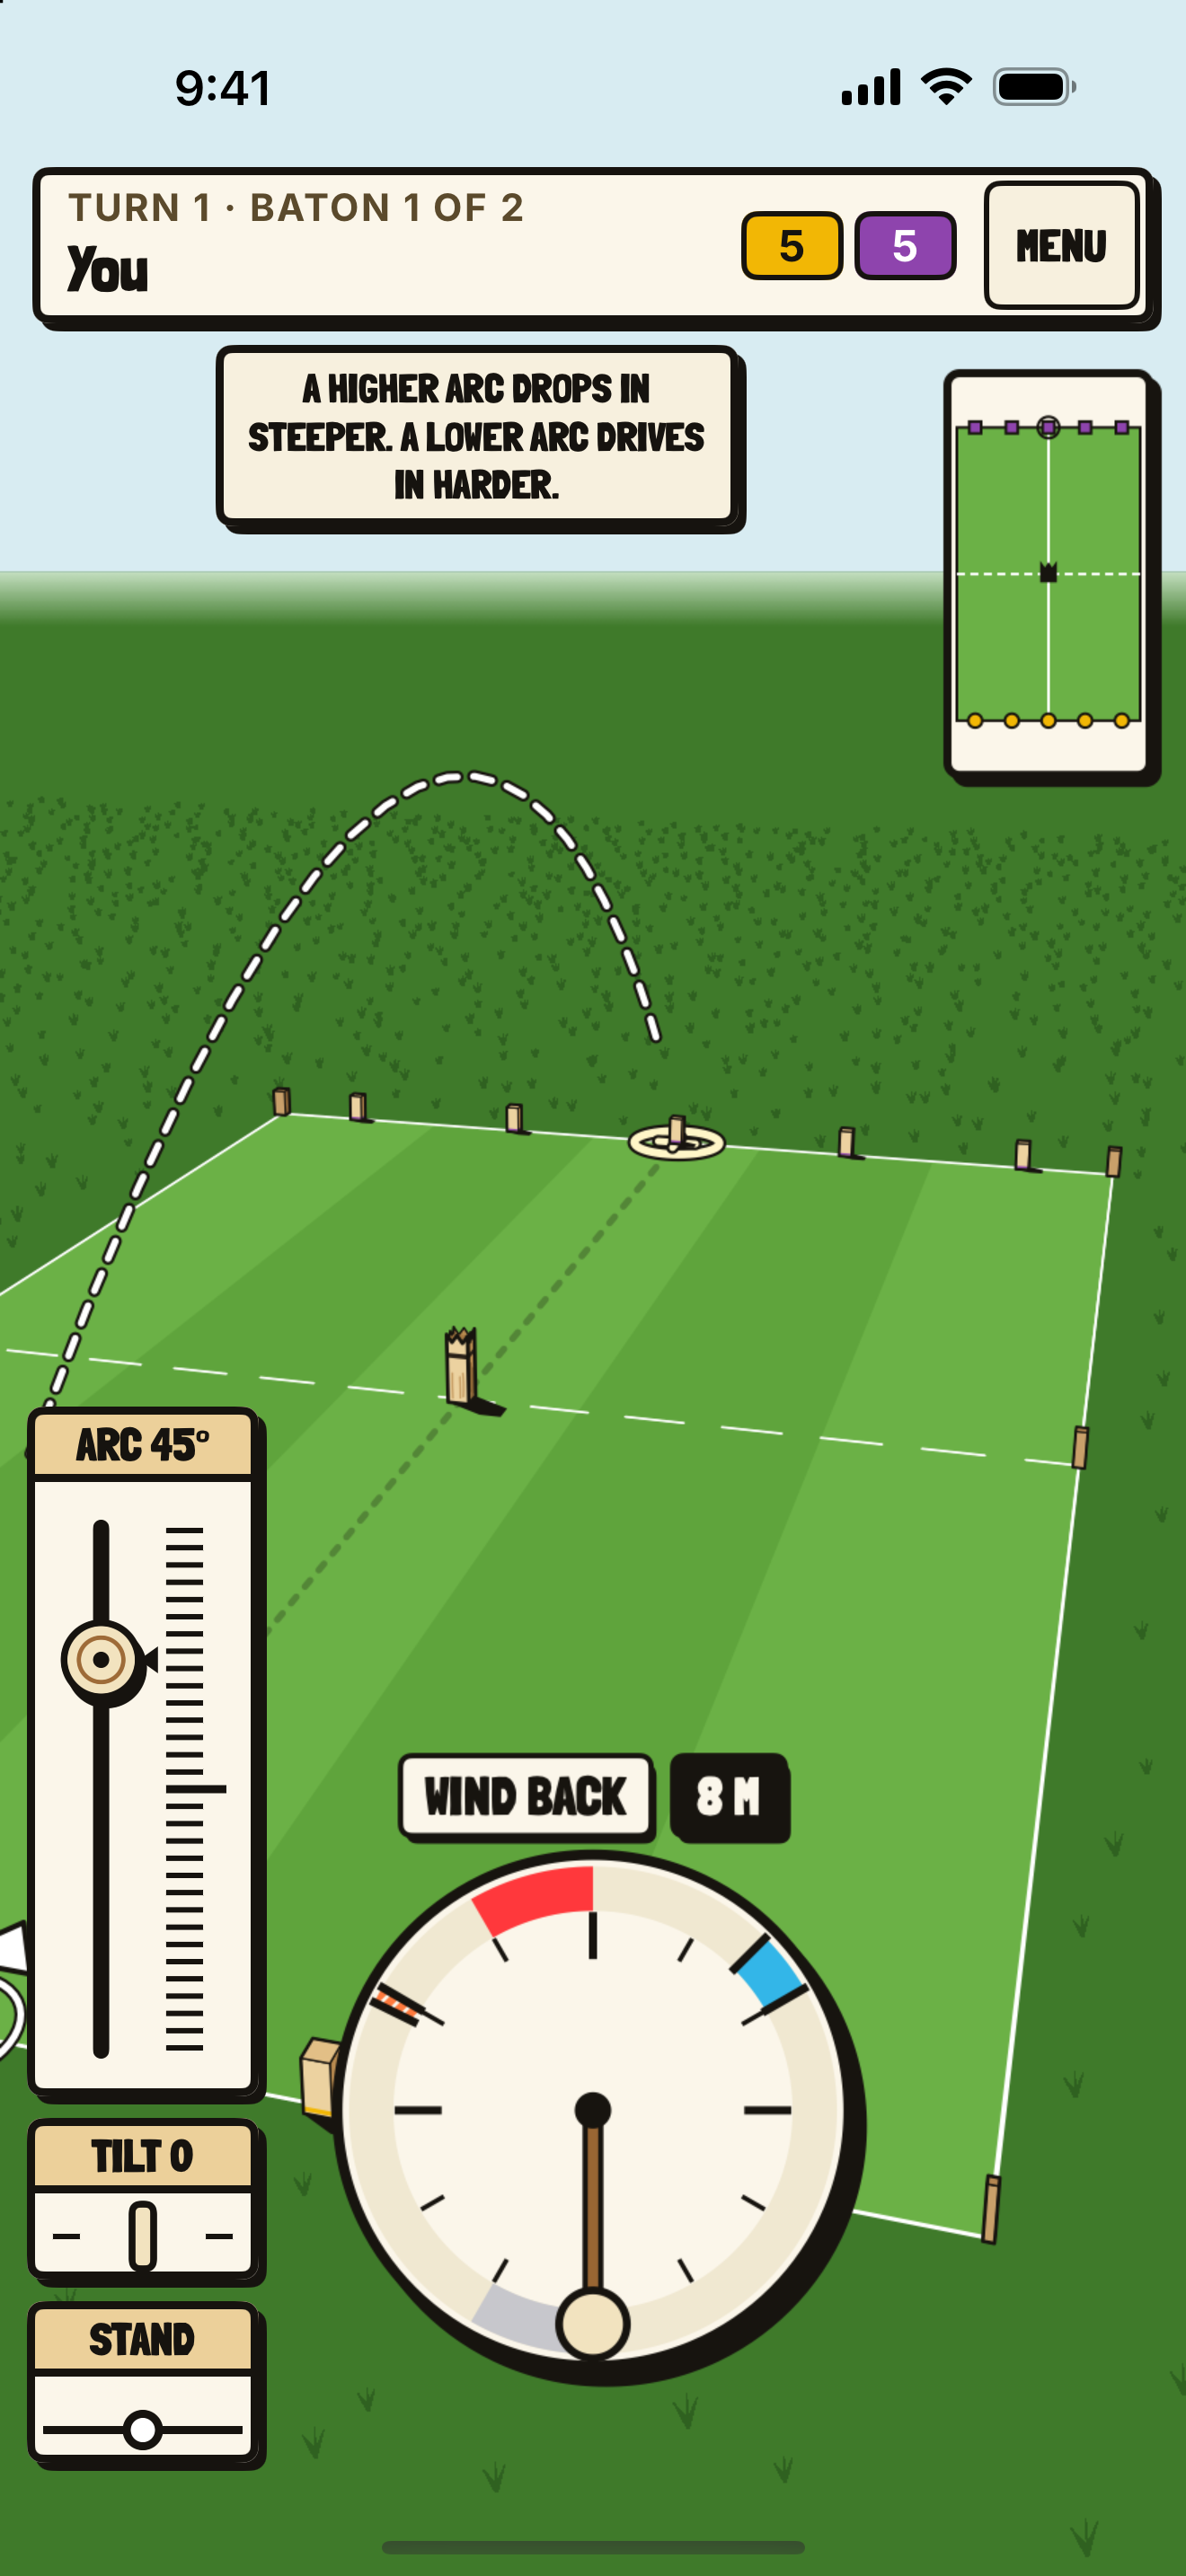 9:41
TURN 1 · BATON 1 OF 2
You
5
5
MENU
A HIGHER ARC DROPS IN
STEEPER. A LOWER ARC DRIVES
IN HARDER.
ARC 45°
WIND BACK
8 M
TILT 0
STAND